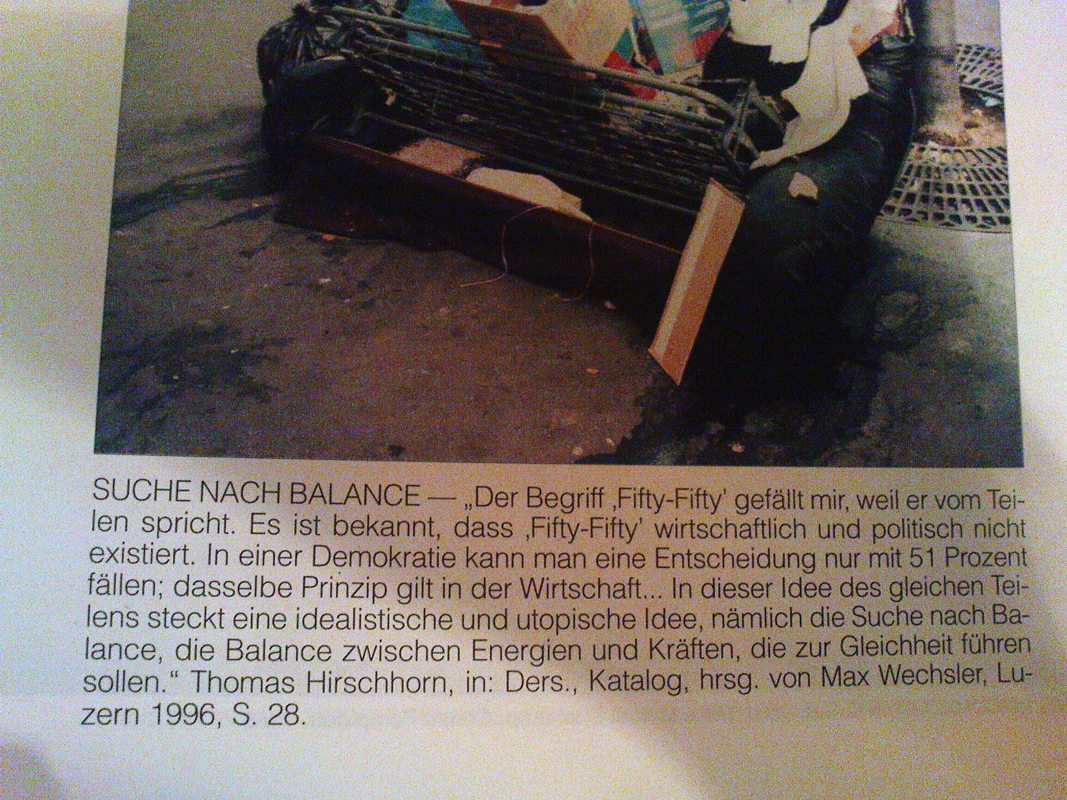 SUCHE NACH BALANCE — „Der Begriff ‚Fifty-Fifty’ gefällt mir, weil er vom Tei-
len spricht. Es ist bekannt, dass ‚Fifty-Fifty’ wirtschaftlich und politisch nicht
existiert. In einer Demokratie kann man eine Entscheidung nur mit 51 Prozent
fällen; dasselbe Prinzip gilt in der Wirtschaft... In dieser Idee des gleichen Tei-
lens steckt eine idealistische und utopische Idee, nämlich die Suche nach Ba-
lance, die Balance zwischen Energien und Kräften, die zur Gleichheit führen
sollen.“ Thomas Hirschhorn, in: Ders., Katalog, hrsg. von Max Wechsler, Lu-
zern 1996, S. 28.